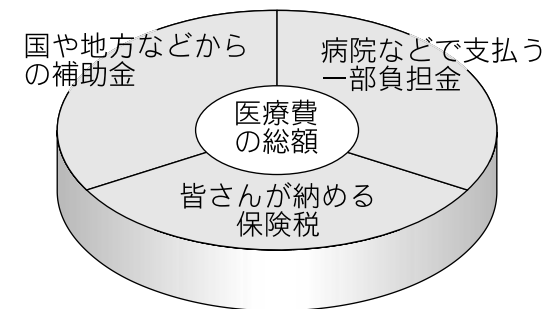 国や地方などから
の補助金
病院などで支払う
一部負担金
医療費
の総額
皆さんが納める
保険税